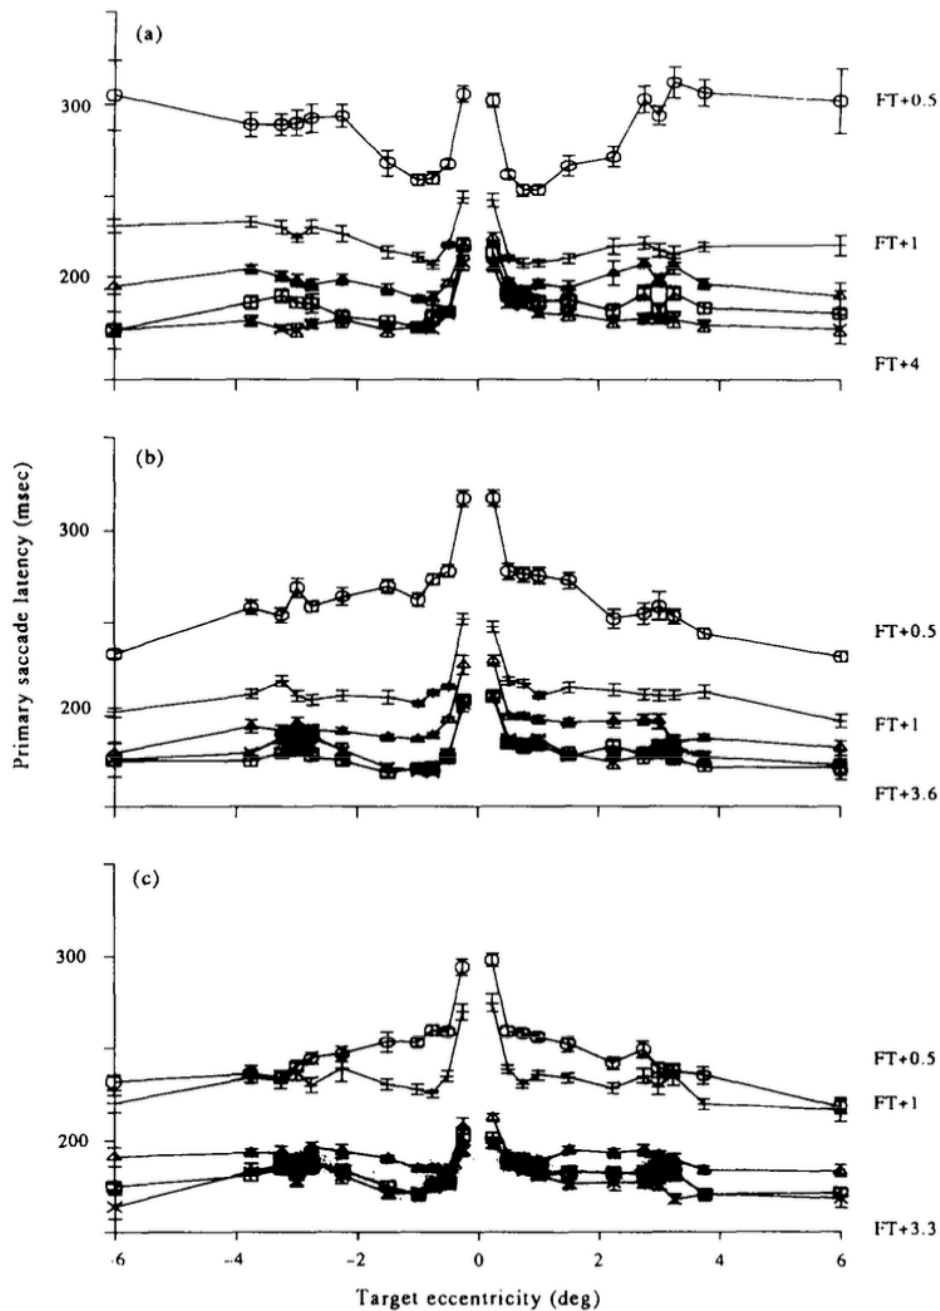 (a)
300
200
FT+0.5
FT+1
FT+4
(b)
300
200
FT+0.5
FT+1
FT+3.6
Primary saccade latency (msec)
(c)
300
200
FT+0.5
FT+1
FT+3.3
-6 -4 -2 0 2 4 6
Target eccentricity (deg)